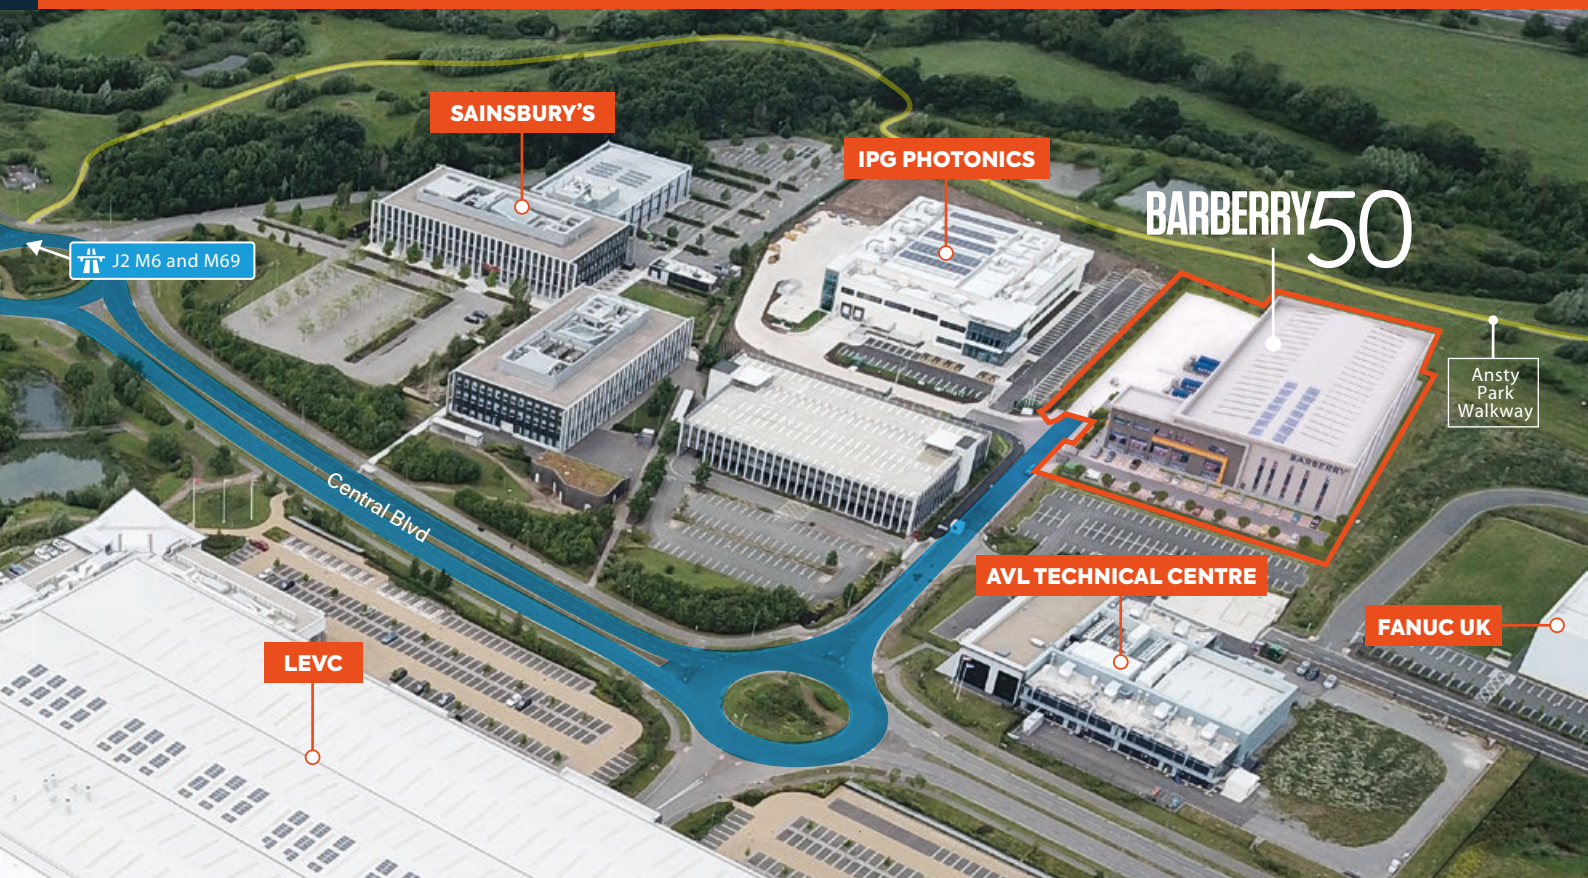 SAINSBURY'S
IPG PHOTONICS
BARBERRY50
J2 M6 and M69
Ansty
Park
Walkway
BARBERRY
Central Blvd
AVL TECHNICAL CENTRE
FANUC UK
LEVC